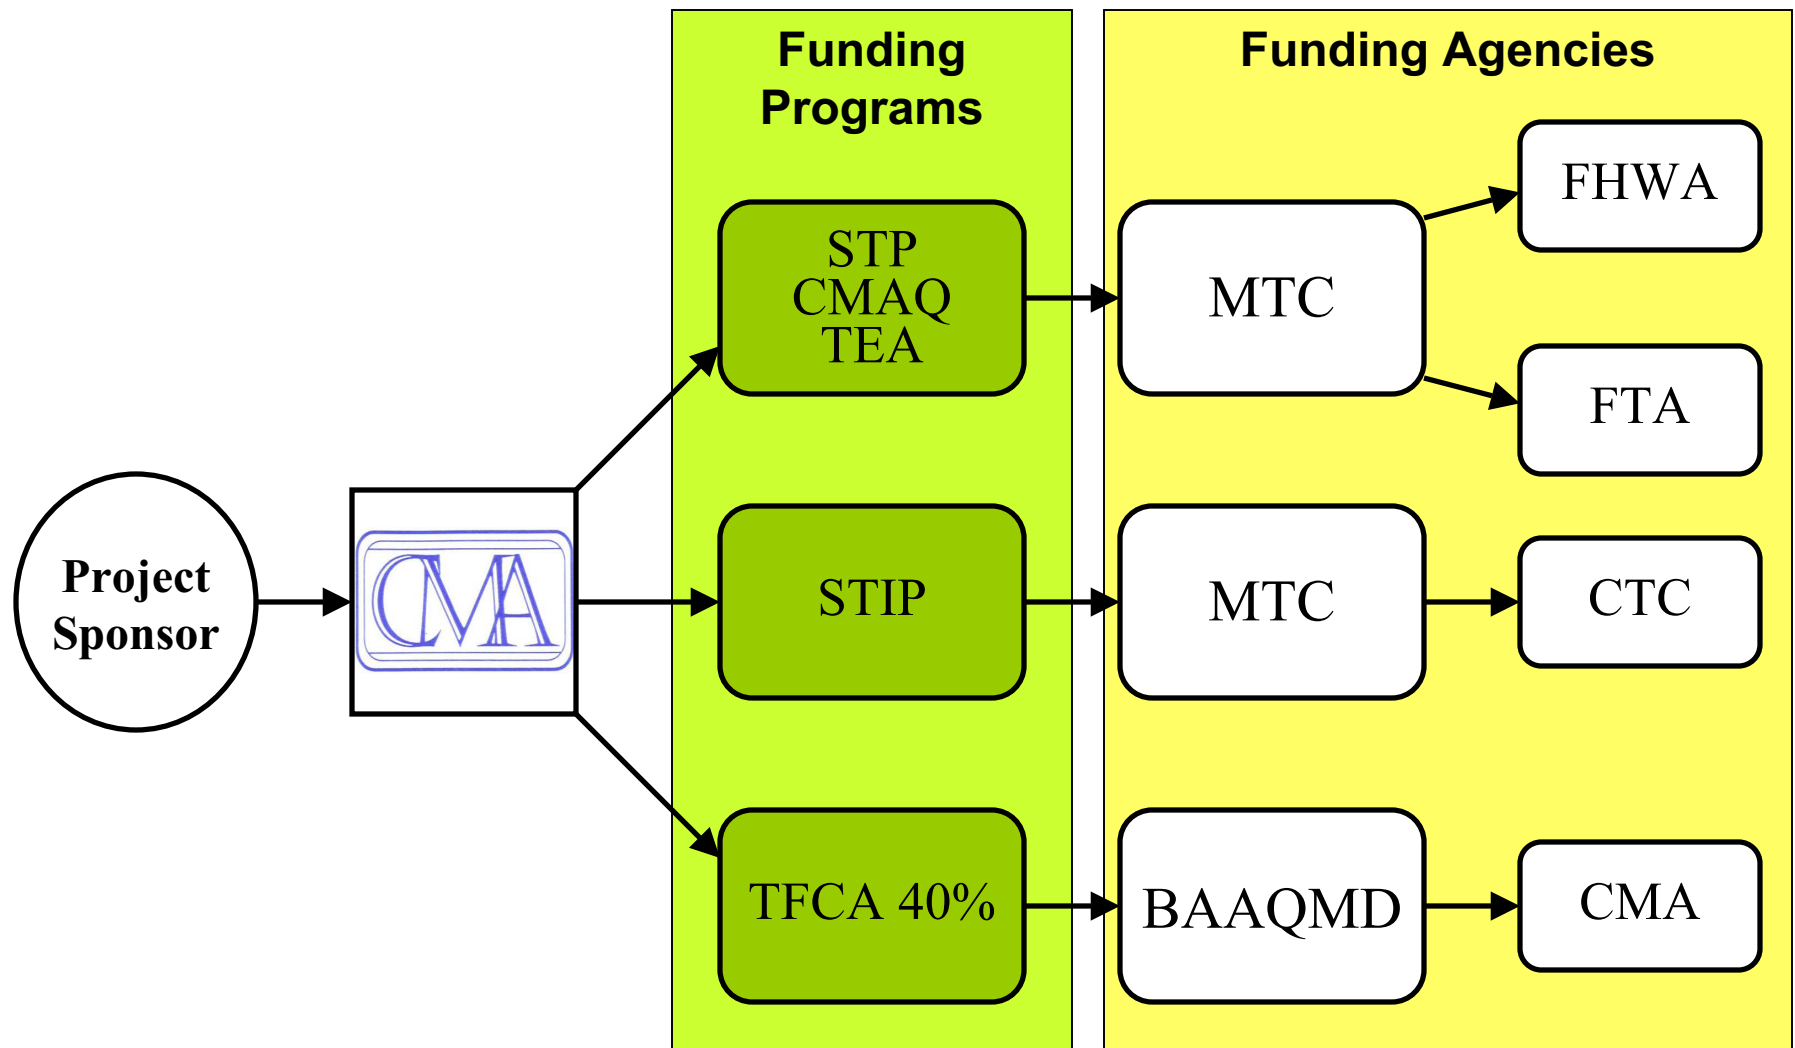 Funding
Programs
Funding Agencies
STP
CMAQ
TEA
MTC
FHWA
FTA
Project
Sponsor
CMA
STIP
MTC
CTC
TFCA 40%
BAAQMD
CMA